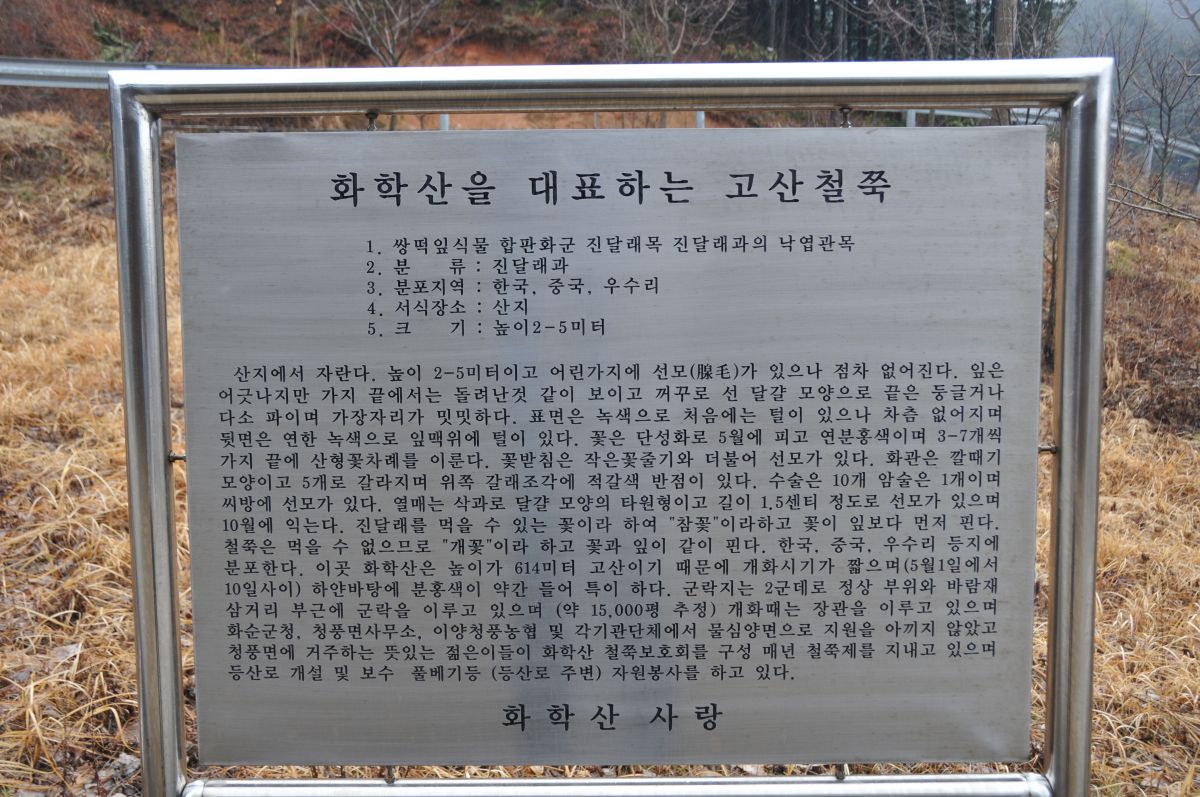 화학산을 대표하는 고산철쭉
1. 쌍떡잎식물 합판화군 진달래목 진달래과의 낙엽관목
2. 분 류 : 진달래과
3. 분포지역 : 한국, 중국, 우수리
4. 서식장소 : 산지
5. 크 기 : 높이2-5미터
산지에서 자란다. 높이 2-5미터이고 어린가지에 선모(腺毛)가 있으나 점차 없어진다. 잎은
어긋나지만 가지 끝에서는 돌려난것 같이 보이고 꺼꾸로 선 달걀 모양으로 끝은 둥글거나
다소 파이며 가장자리가 밋밋하다. 표면은 녹색으로 처음에는 털이 있으나 차츰 없어지며
뒷면은 연한 녹색으로 잎맥위에 털이 있다. 꽃은 단성화로 5월에 피고 연분홍색이며 3-7개씩
가지 끝에 산형꽃차례를 이룬다. 꽃받침은 작은꽃줄기와 더불어 선모가 있다. 화관은 깔때기
모양이고 5개로 갈라지며 위쪽 갈래조각에 적갈색 반점이 있다. 수술은 10개 암술은 1개이며
씨방에 선모가 있다. 열매는 삭과로 달걀 모양의 타원형이고 길이 1.5센티 정도로 선모가 있으며
10월에 익는다. 진달래를 먹을 수 있는 꽃이라 하여 "참꽃"이라하고 꽃이 잎보다 먼저 핀다.
철쭉은 먹을 수 없으므로 "개꽃"이라 하고 꽃과 잎이 같이 핀다. 한국, 중국, 우수리 등지에
분포한다. 이곳 화학산은 높이가 614미터 고산이기 때문에 개화시기가 짧으며(5월1일에서
10일사이) 하얀바탕에 분홍색이 약간 들어 특이 하다. 군락지는 2군데로 정상 부위와 바람재
삼거리 부근에 군락을 이루고 있으며 (약 15,000평 추정) 개화때는 장관을 이루고 있으며
화순군청, 청풍면사무소, 이양청풍농협 및 각기관단체에서 물심양면으로 지원을 아끼지 않았고
청풍면에 거주하는 뜻있는 젊은이들이 화학산 철쭉보호회를 구성 매년 철쭉제를 지내고 있으며
등산로 개설 및 보수 풀베기등 (등산로 주변) 자원봉사를 하고 있다.
화학산 사랑